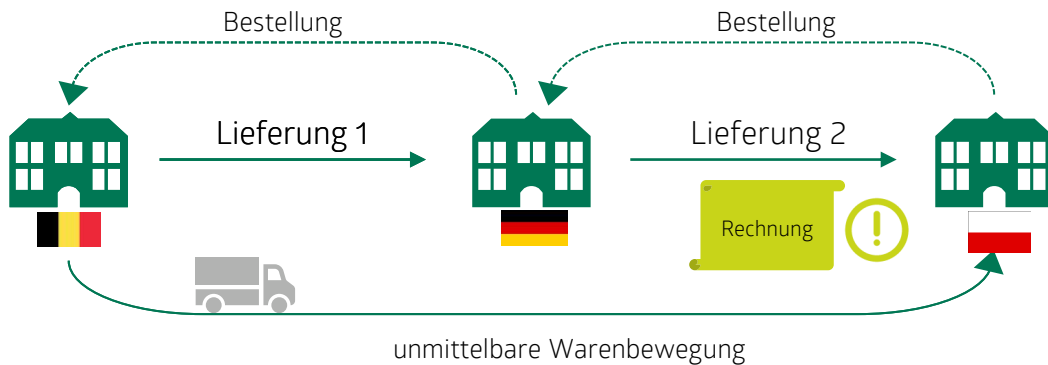 Bestellung
Bestellung
Lieferung 1
Lieferung 2
Rechnung
unmittelbare Warenbewegung